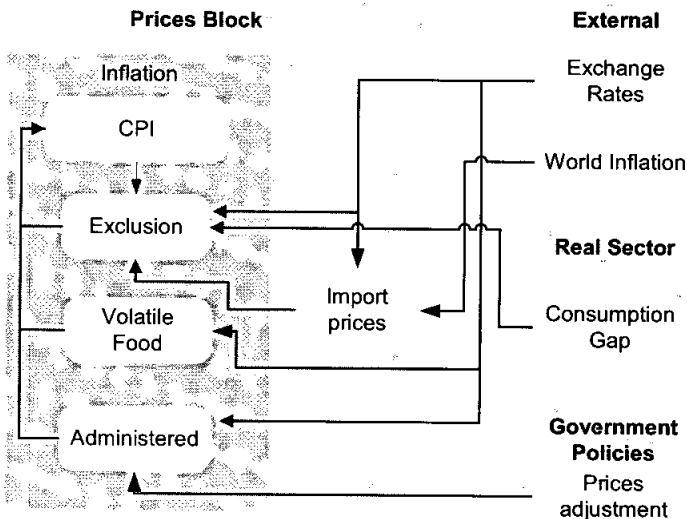 Prices Block
External
Inflation
CPI
Exclusion
Volatile
Food
Administered
Import
prices
Exchange
Rates
World Inflation
Real Sector
Consumption
Gap
Government
Policies
Prices
adjustment